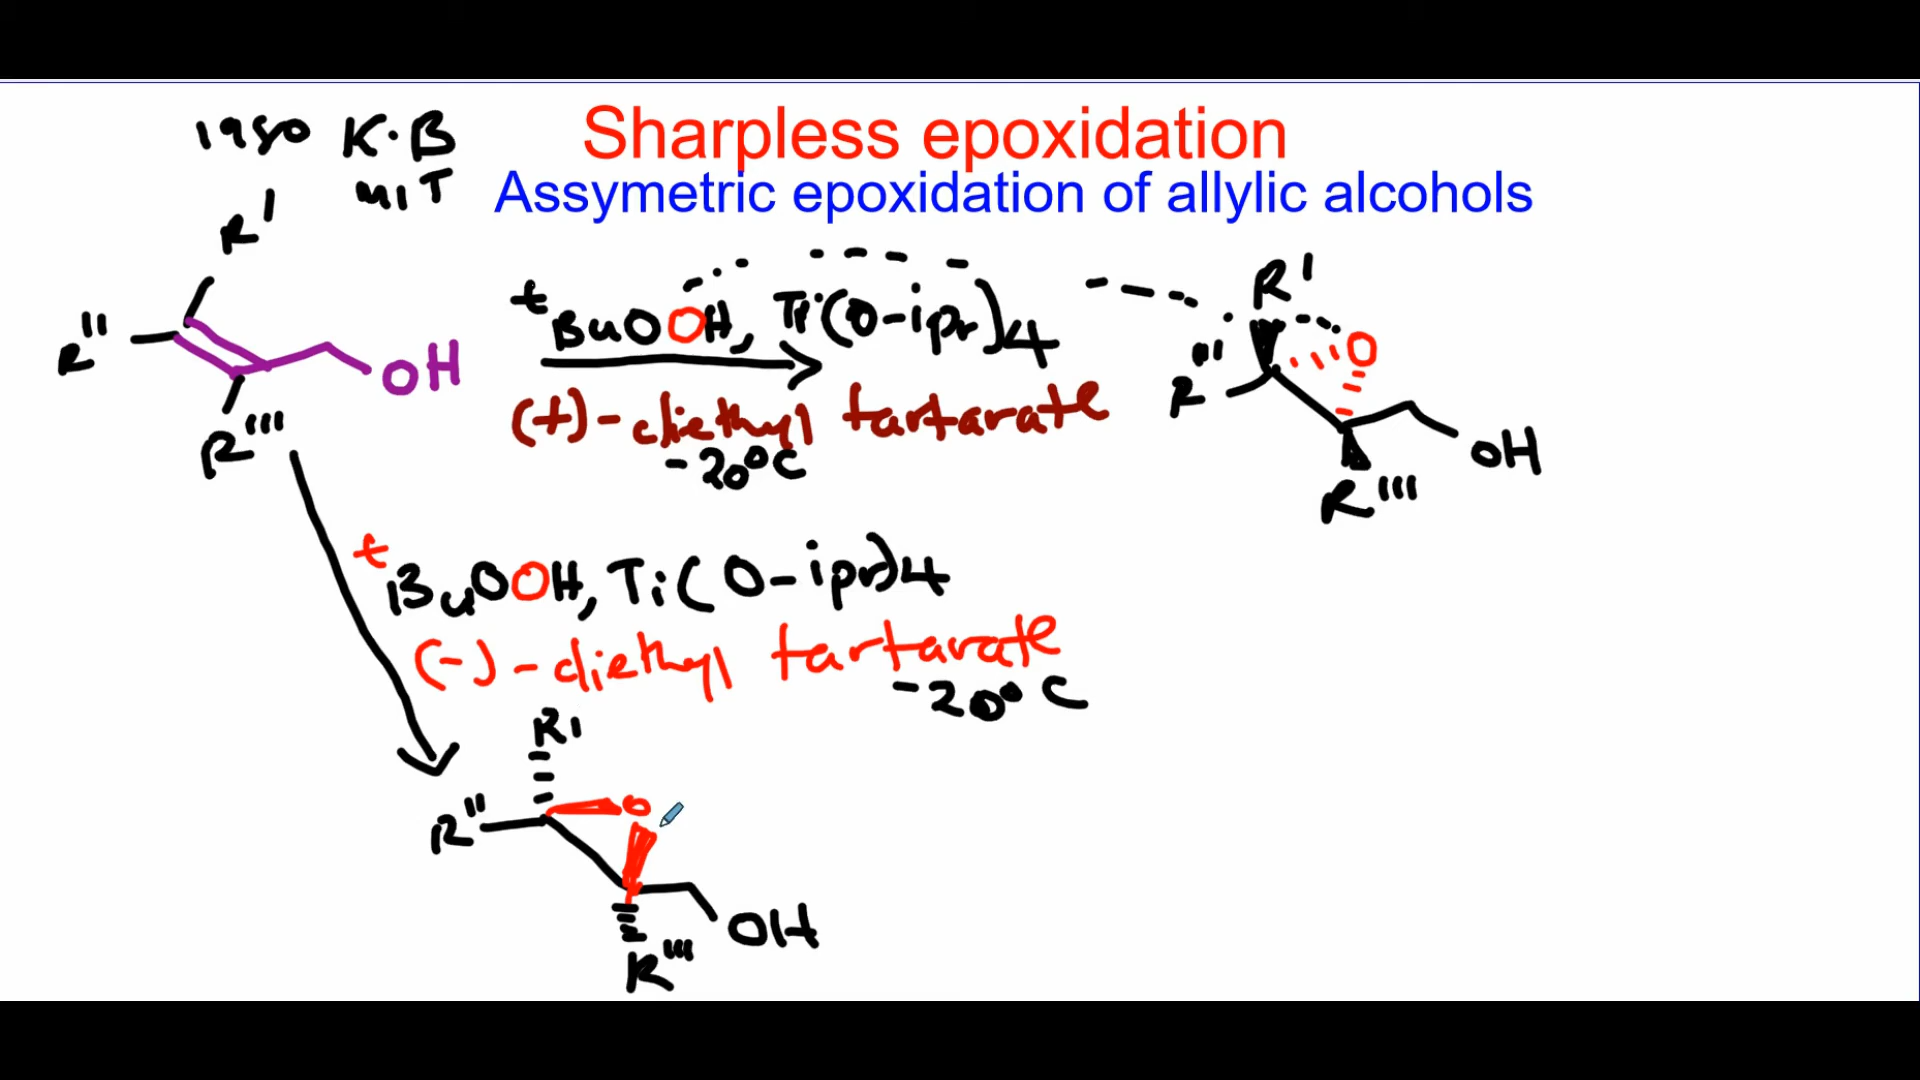 1980 K.B
Sharpless epoxidation
MIT
Assymetric epoxidation of allylic alcohols
R'
R''
OH
R'''
tBuOOH, Ti(O-ipr)4
(+)-diethyl tartarate
-20°C
R'
R''
O
OH
R'''
tBuOOH, Ti(O-ipr)4
(-)-diethyl tartarate
-20°C
R'
R''
O
OH
R'''